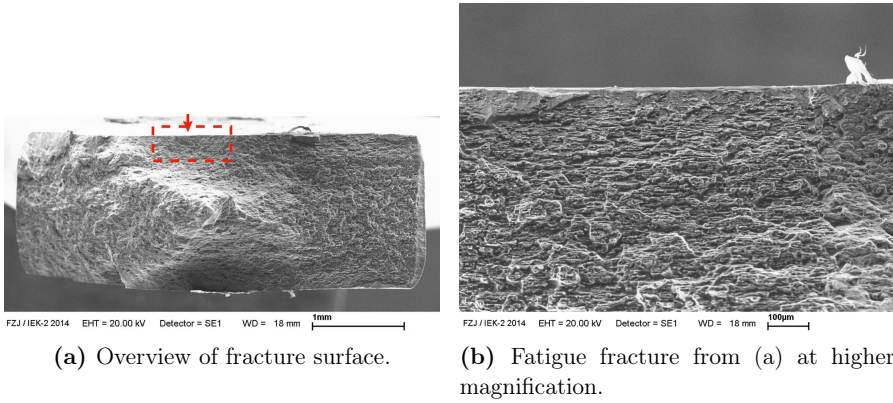 FZJ / IEK-2 2014 EHT = 20.00 kV Detector = SE1 WD = 18 mm 1mm
(a) Overview of fracture surface.
FZJ / IEK-2 2014 EHT = 20.00 kV Detector = SE1 WD = 18 mm 100µm
(b) Fatigue fracture from (a) at higher
magnification.